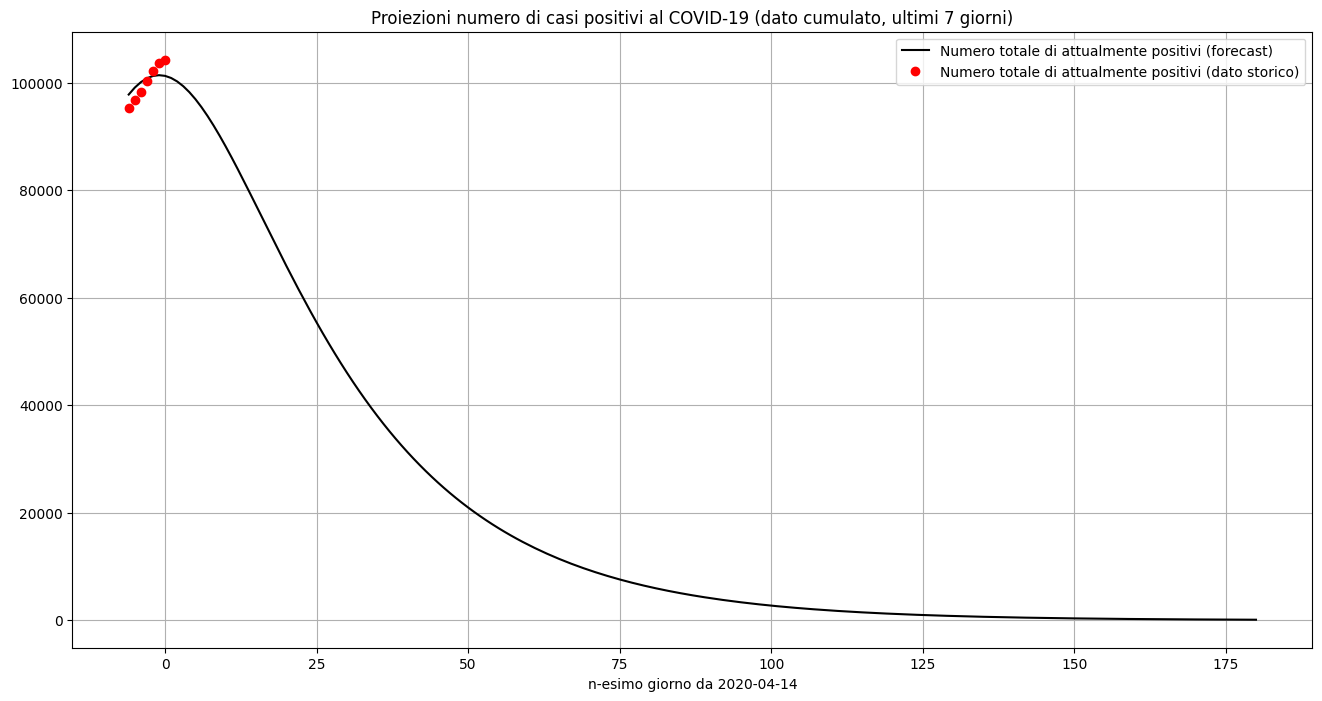 Proiezioni numero di casi positivi al COVID-19 (dato cumulato, ultimi 7 giorni)
Numero totale di attualmente positivi (forecast)
Numero totale di attualmente positivi (dato storico)
100000
80000
60000
40000
20000
0
0 25 50 75 100 125 150 175
n-esimo giorno da 2020-04-14